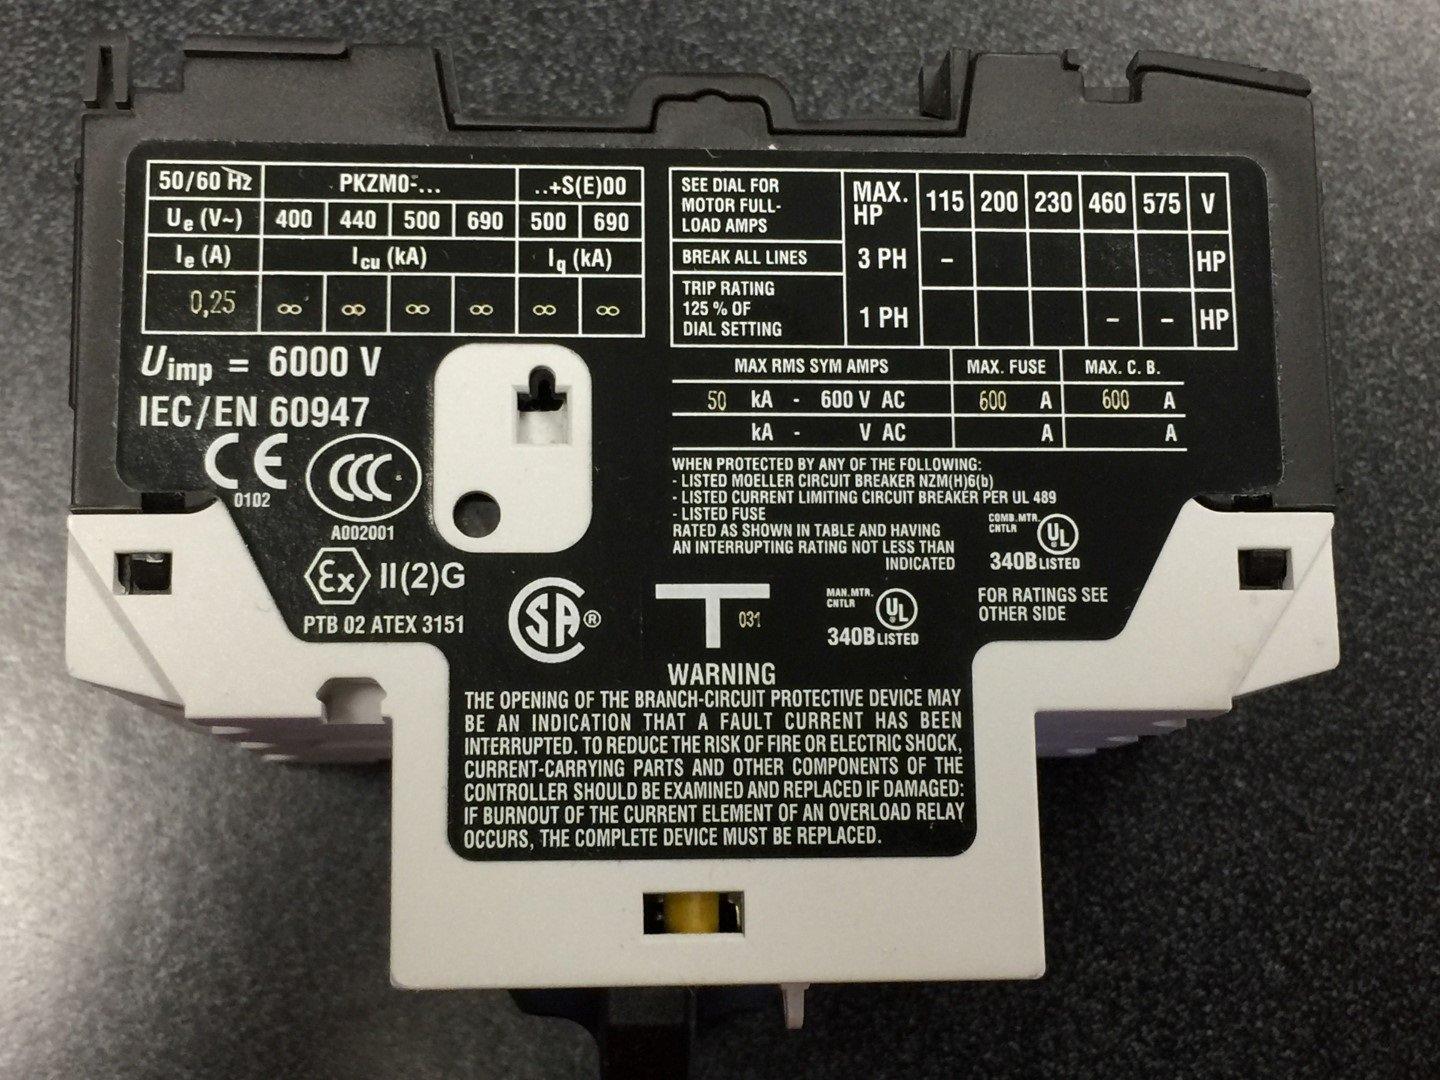 50/60 Hz PKZM0-... ..+S(E)00
Ue (V~) 400 440 500 690 500 690
Ie (A) Icu (kA) Iq (kA)
0,25 ∞ ∞ ∞ ∞ ∞ ∞
Uimp = 6000 V
IEC/EN 60947
CE
0102
CCC
A002001
Ex II(2)G
PTB 02 ATEX 3151
SEE DIAL FOR
MOTOR FULL-
LOAD AMPS
BREAK ALL LINES
TRIP RATING
125 % OF
DIAL SETTING
MAX.
HP
115 200 230 460 575 V
3 PH - HP
1 PH - - HP
MAX RMS SYM AMPS MAX. FUSE MAX. C. B.
50 kA - 600 V AC 600 A 600 A
kA - V AC A A
WHEN PROTECTED BY ANY OF THE FOLLOWING:
- LISTED MOELLER CIRCUIT BREAKER NZM(H)6(b)
- LISTED CURRENT LIMITING CIRCUIT BREAKER PER UL 489
- LISTED FUSE
RATED AS SHOWN IN TABLE AND HAVING
AN INTERRUPTING RATING NOT LESS THAN
INDICATED
COMB.MTR.
CNTLR
UL
340B LISTED
SA®
T 031
MAN.MTR.
CNTLR
UL
340B LISTED
FOR RATINGS SEE
OTHER SIDE
WARNING
THE OPENING OF THE BRANCH-CIRCUIT PROTECTIVE DEVICE MAY
BE AN INDICATION THAT A FAULT CURRENT HAS BEEN
INTERRUPTED. TO REDUCE THE RISK OF FIRE OR ELECTRIC SHOCK,
CURRENT-CARRYING PARTS AND OTHER COMPONENTS OF THE
CONTROLLER SHOULD BE EXAMINED AND REPLACED IF DAMAGED:
IF BURNOUT OF THE CURRENT ELEMENT OF AN OVERLOAD RELAY
OCCURS, THE COMPLETE DEVICE MUST BE REPLACED.